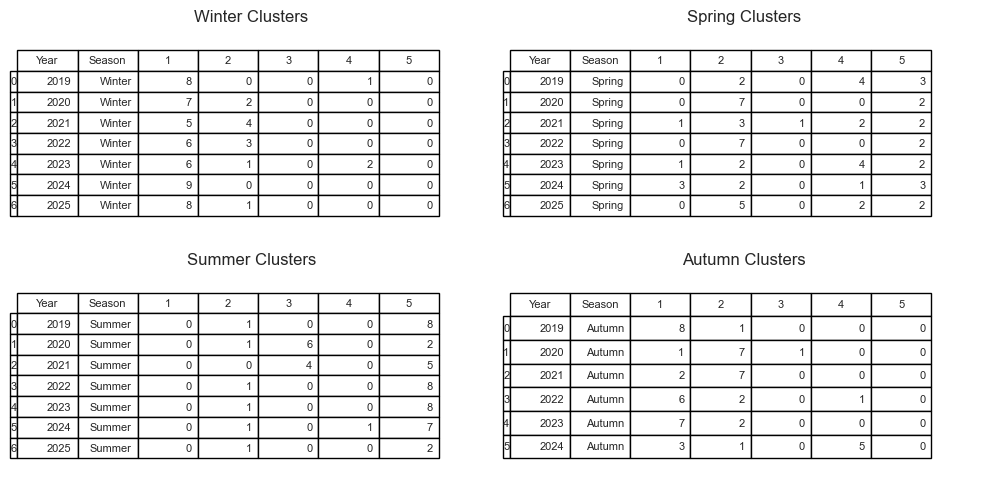 Winter Clusters
Year Season 1 2 3 4 5
0 2019 Winter 8 0 0 1 0
1 2020 Winter 7 2 0 0 0
2 2021 Winter 5 4 0 0 0
3 2022 Winter 6 3 0 0 0
4 2023 Winter 6 1 0 2 0
5 2024 Winter 9 0 0 0 0
6 2025 Winter 8 1 0 0 0
Spring Clusters
Year Season 1 2 3 4 5
0 2019 Spring 0 2 0 4 3
1 2020 Spring 0 7 0 0 2
2 2021 Spring 1 3 1 2 2
3 2022 Spring 0 7 0 0 2
4 2023 Spring 1 2 0 4 2
5 2024 Spring 3 2 0 1 3
6 2025 Spring 0 5 0 2 2
Summer Clusters
Year Season 1 2 3 4 5
0 2019 Summer 0 1 0 0 8
1 2020 Summer 0 1 6 0 2
2 2021 Summer 0 0 4 0 5
3 2022 Summer 0 1 0 0 8
4 2023 Summer 0 1 0 0 8
5 2024 Summer 0 1 0 1 7
6 2025 Summer 0 1 0 0 2
Autumn Clusters
Year Season 1 2 3 4 5
0 2019 Autumn 8 1 0 0 0
1 2020 Autumn 1 7 1 0 0
2 2021 Autumn 2 7 0 0 0
3 2022 Autumn 6 2 0 1 0
4 2023 Autumn 7 2 0 0 0
5 2024 Autumn 3 1 0 5 0